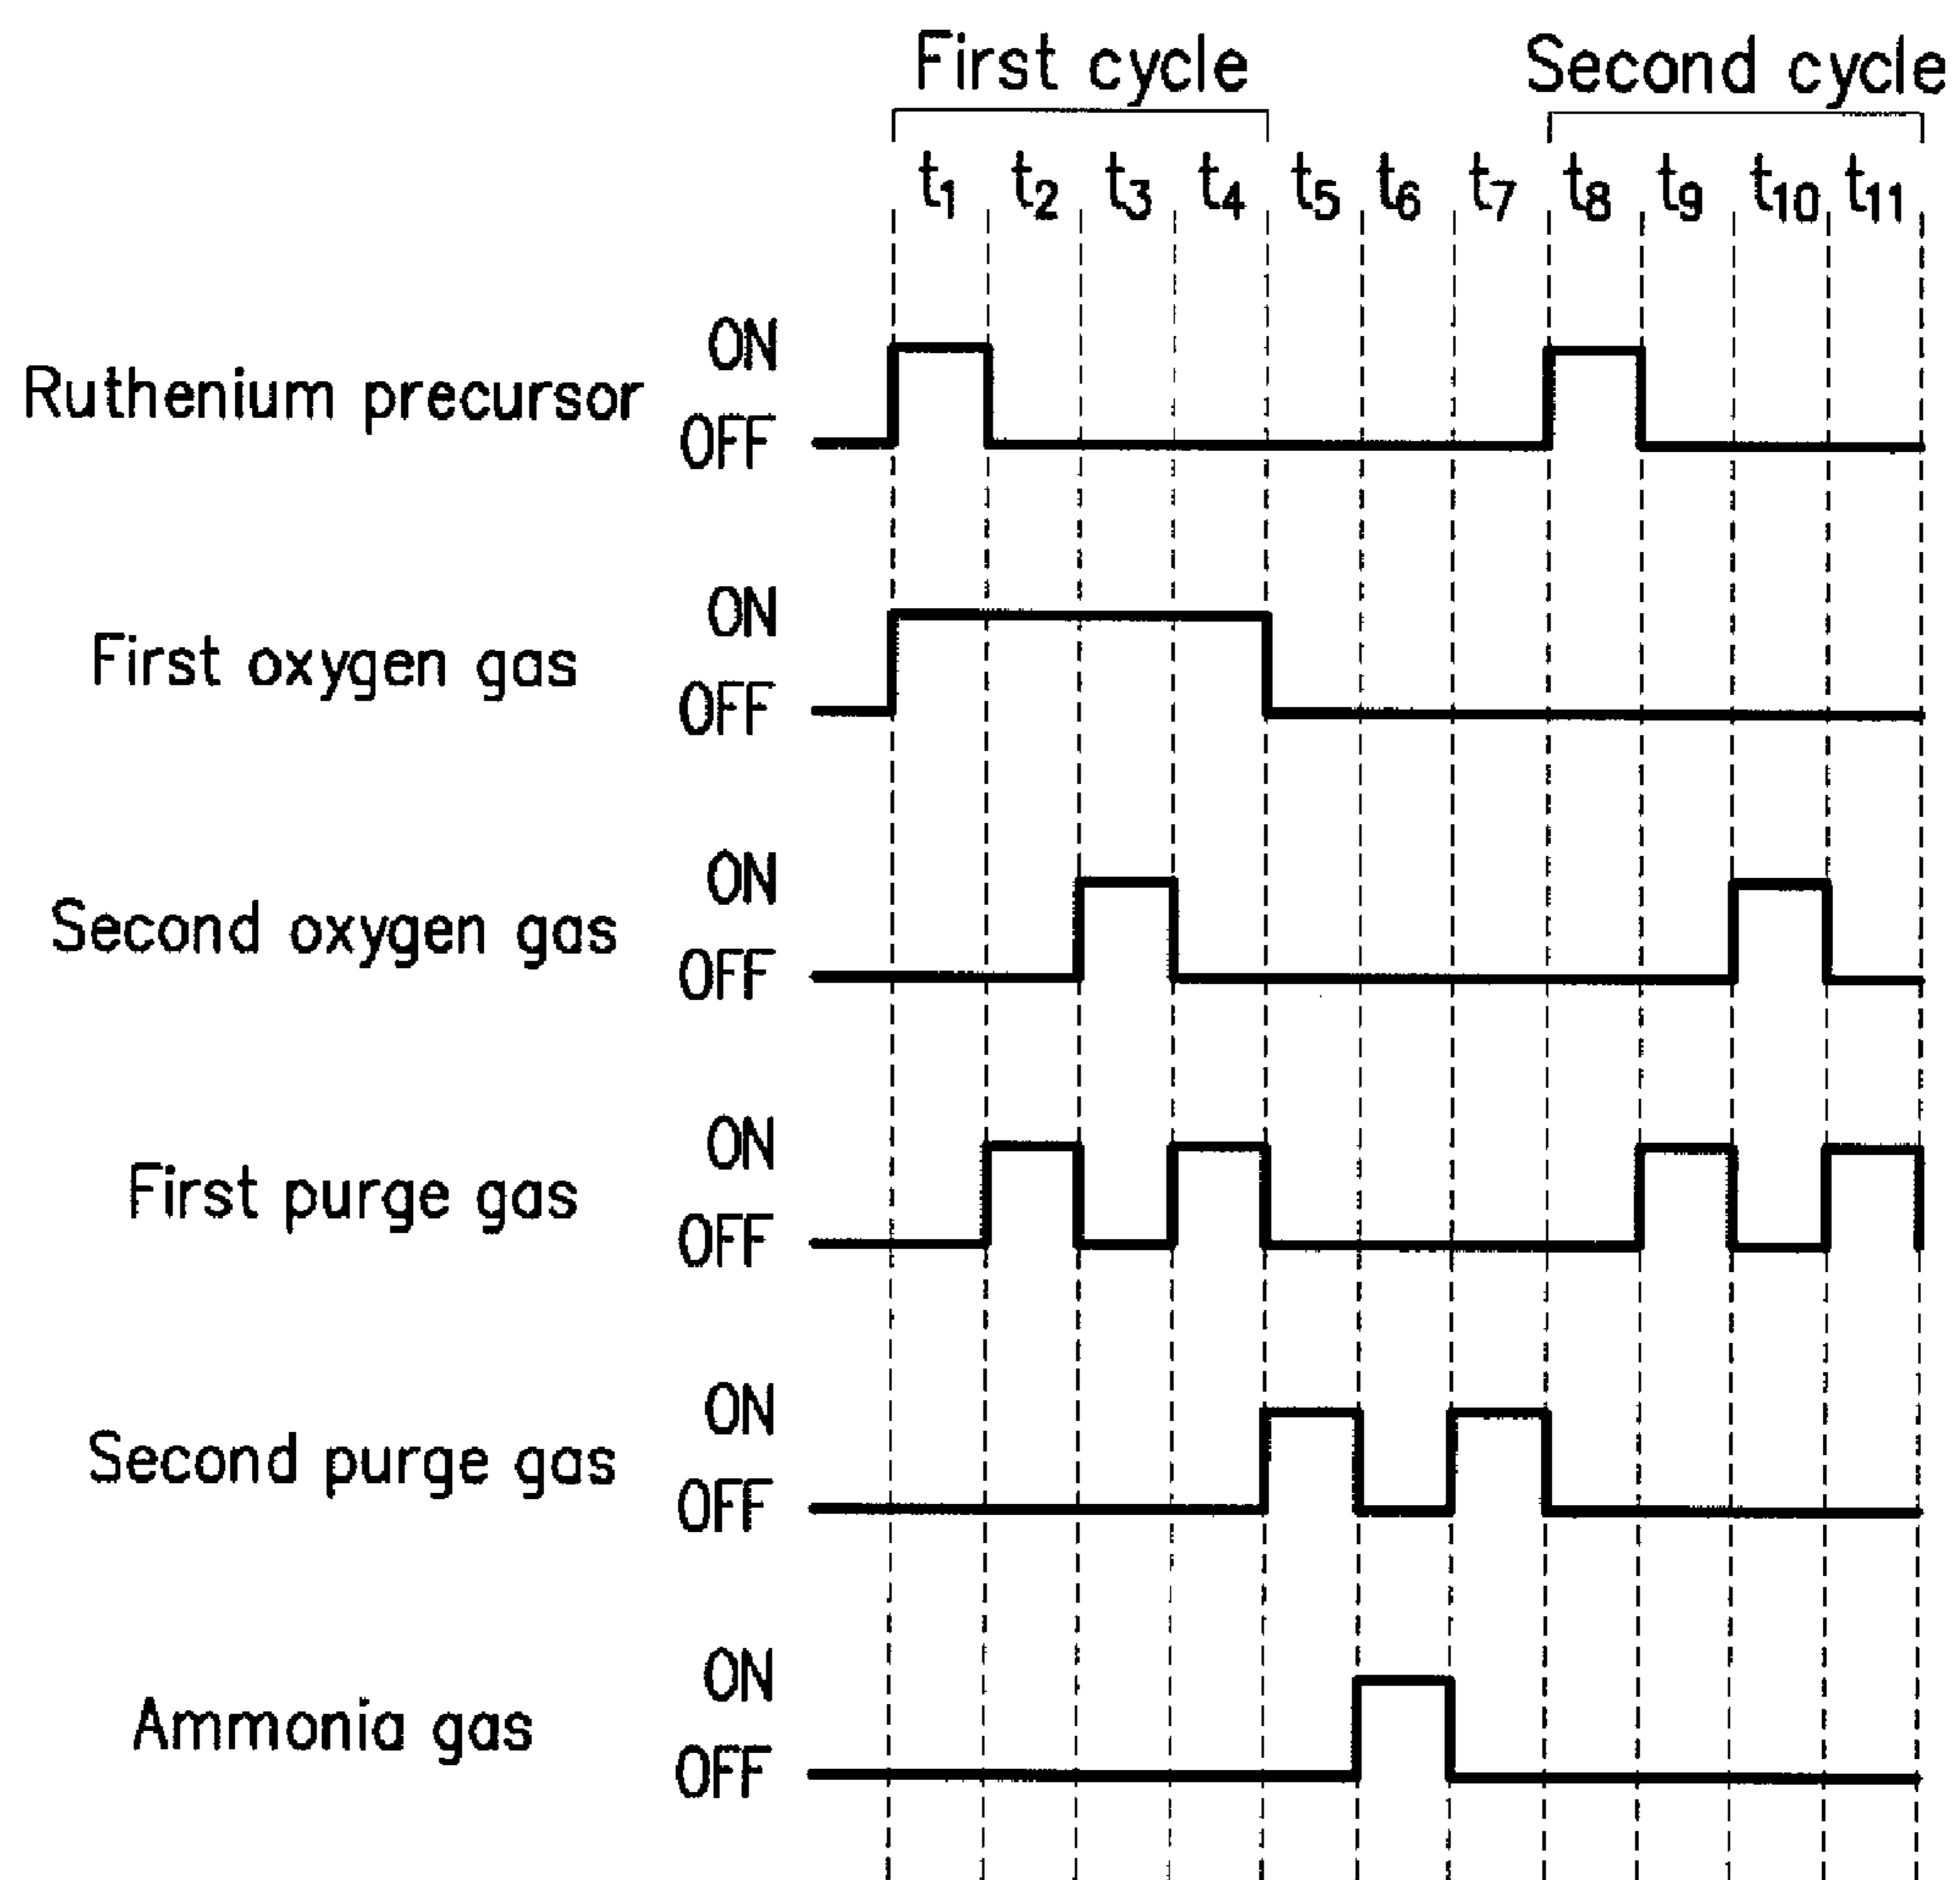 First cycle Second cycle
t1 t2 t3 t4 t5 t6 t7 t8 t9 t10 t11
ON
Ruthenium precursor
OFF
ON
First oxygen gas
OFF
ON
Second oxygen gas
OFF
ON
First purge gas
OFF
ON
Second purge gas
OFF
ON
Ammonia gas
OFF